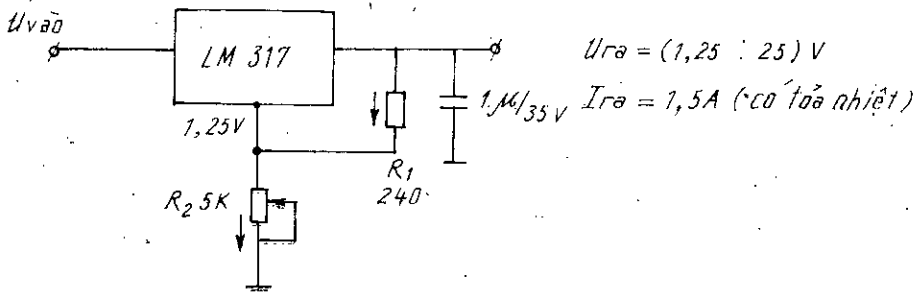 Uvào
LM 317
1,25V
R1
240
R2 5K
1µ/35V
Ura = (1,25 : 25) V
Ira = 1,5A (có toả nhiệt)